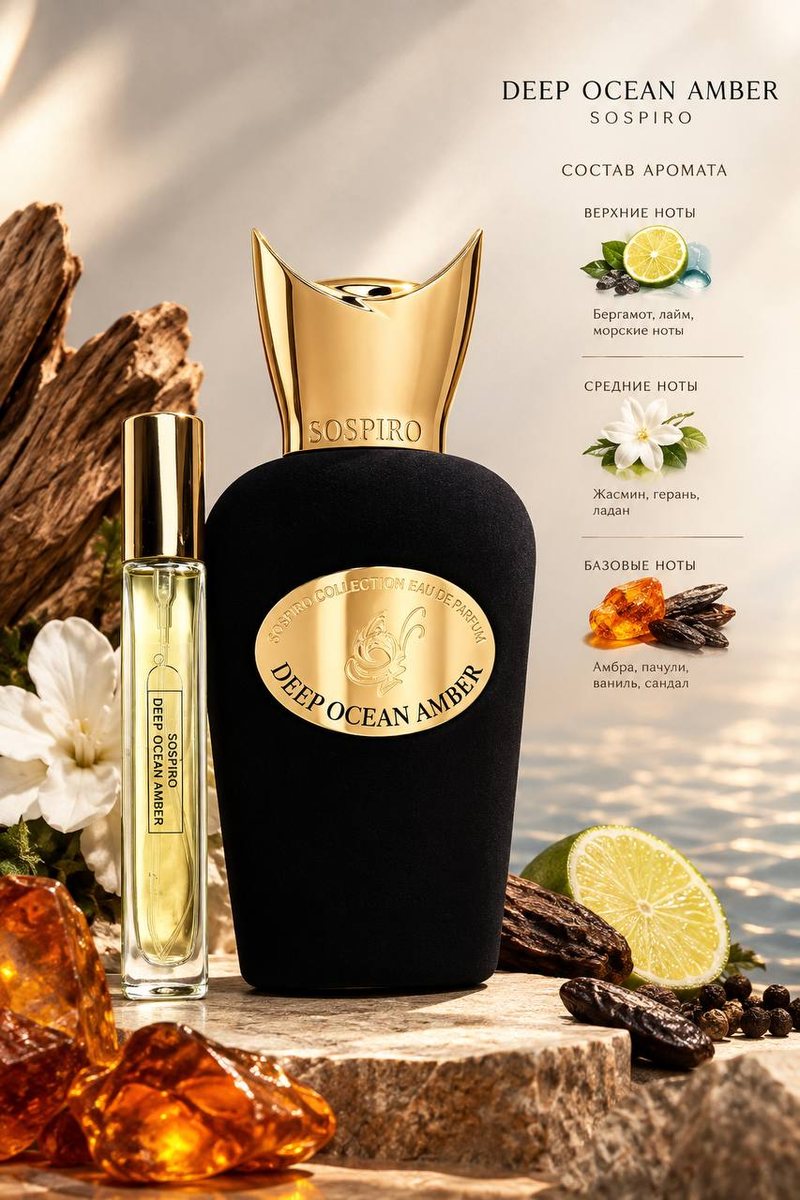 DEEP OCEAN AMBER
SOSPIRO
СОСТАВ АРОМАТА
ВЕРХНИЕ НОТЫ
Бергамот, лайм,
морские ноты
СРЕДНИЕ НОТЫ
Жасмин, герань,
ладан
БАЗОВЫЕ НОТЫ
Амбра, пачули,
ваниль, сандал
SOSPIRO
SOSPIRO COLLECTION EAU DE PARFUM
DEEP OCEAN AMBER
SOSPIRO
DEEP OCEAN AMBER